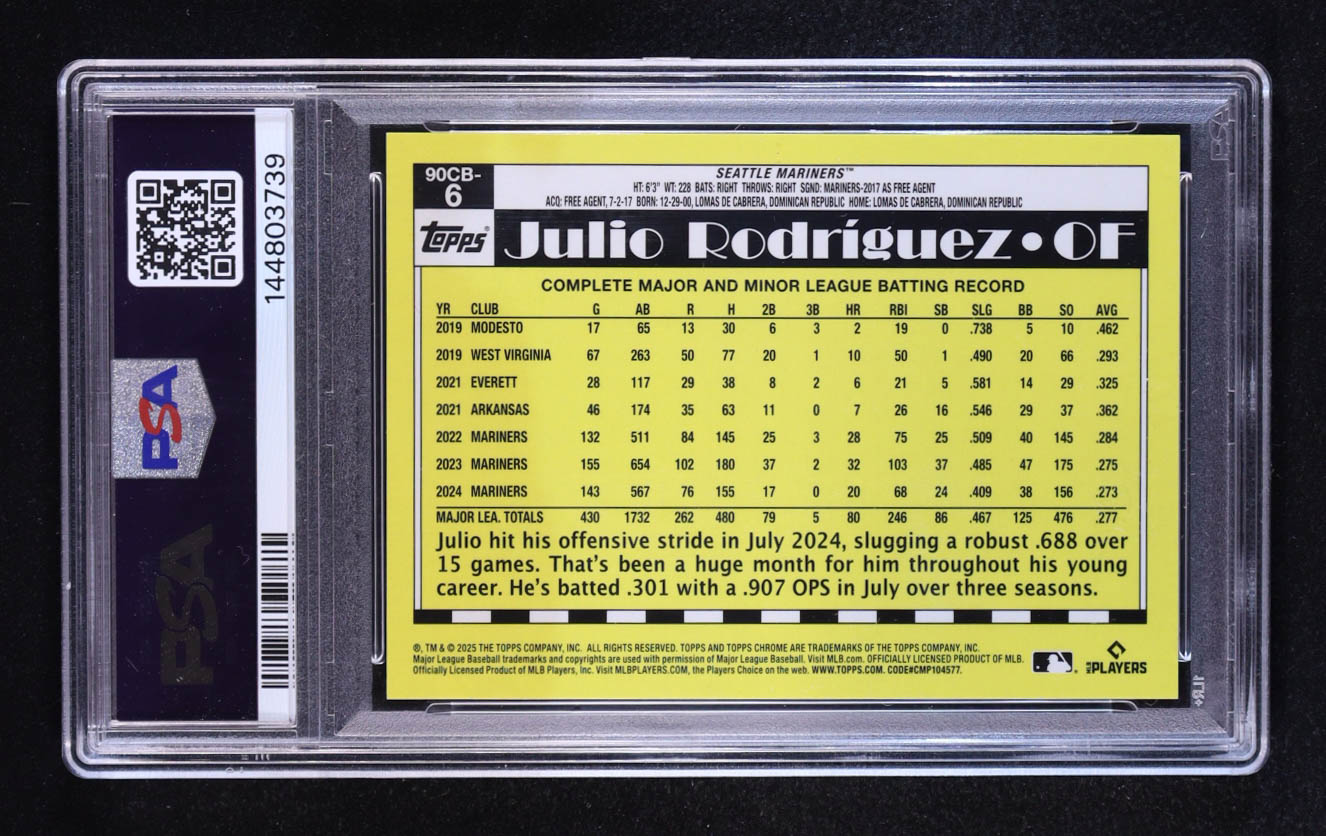 144803739
PSA
PSA
90CB-
6
SEATTLE MARINERS™
HT: 6'3" WT: 228 BATS: RIGHT THROWS: RIGHT SGND: MARINERS-2017 AS FREE AGENT
ACQ: FREE AGENT, 7-2-17 BORN: 12-29-00, LOMAS DE CABRERA, DOMINICAN REPUBLIC HOME: LOMAS DE CABRERA, DOMINICAN REPUBLIC
Topps® Julio Rodríguez • OF
COMPLETE MAJOR AND MINOR LEAGUE BATTING RECORD
YR CLUB G AB R H 2B 3B HR RBI SB SLG BB SO AVG
2019 MODESTO 17 65 13 30 6 3 2 19 0 .738 5 10 .462
2019 WEST VIRGINIA 67 263 50 77 20 1 10 50 1 .490 20 66 .293
2021 EVERETT 28 117 29 38 8 2 6 21 5 .581 14 29 .325
2021 ARKANSAS 46 174 35 63 11 0 7 26 16 .546 29 37 .362
2022 MARINERS 132 511 84 145 25 3 28 75 25 .509 40 145 .284
2023 MARINERS 155 654 102 180 37 2 32 103 37 .485 47 175 .275
2024 MARINERS 143 567 76 155 17 0 20 68 24 .409 38 156 .273
MAJOR LEA. TOTALS 430 1732 262 480 79 5 80 246 86 .467 125 476 .277
Julio hit his offensive stride in July 2024, slugging a robust .688 over
15 games. That's been a huge month for him throughout his young
career. He's batted .301 with a .907 OPS in July over three seasons.
®, TM & © 2025 THE TOPPS COMPANY, INC. ALL RIGHTS RESERVED. TOPPS AND TOPPS CHROME ARE TRADEMARKS OF THE TOPPS COMPANY, INC.
Major League Baseball trademarks and copyrights are used with permission of Major League Baseball. Visit MLB.com. OFFICIALLY LICENSED PRODUCT OF MLB.
Officially Licensed Product of MLB Players, Inc. Visit MLBPLAYERS.COM, the Players Choice on the web. WWW.TOPPS.COM. CODE#CMP104577.
MLB PLAYERS